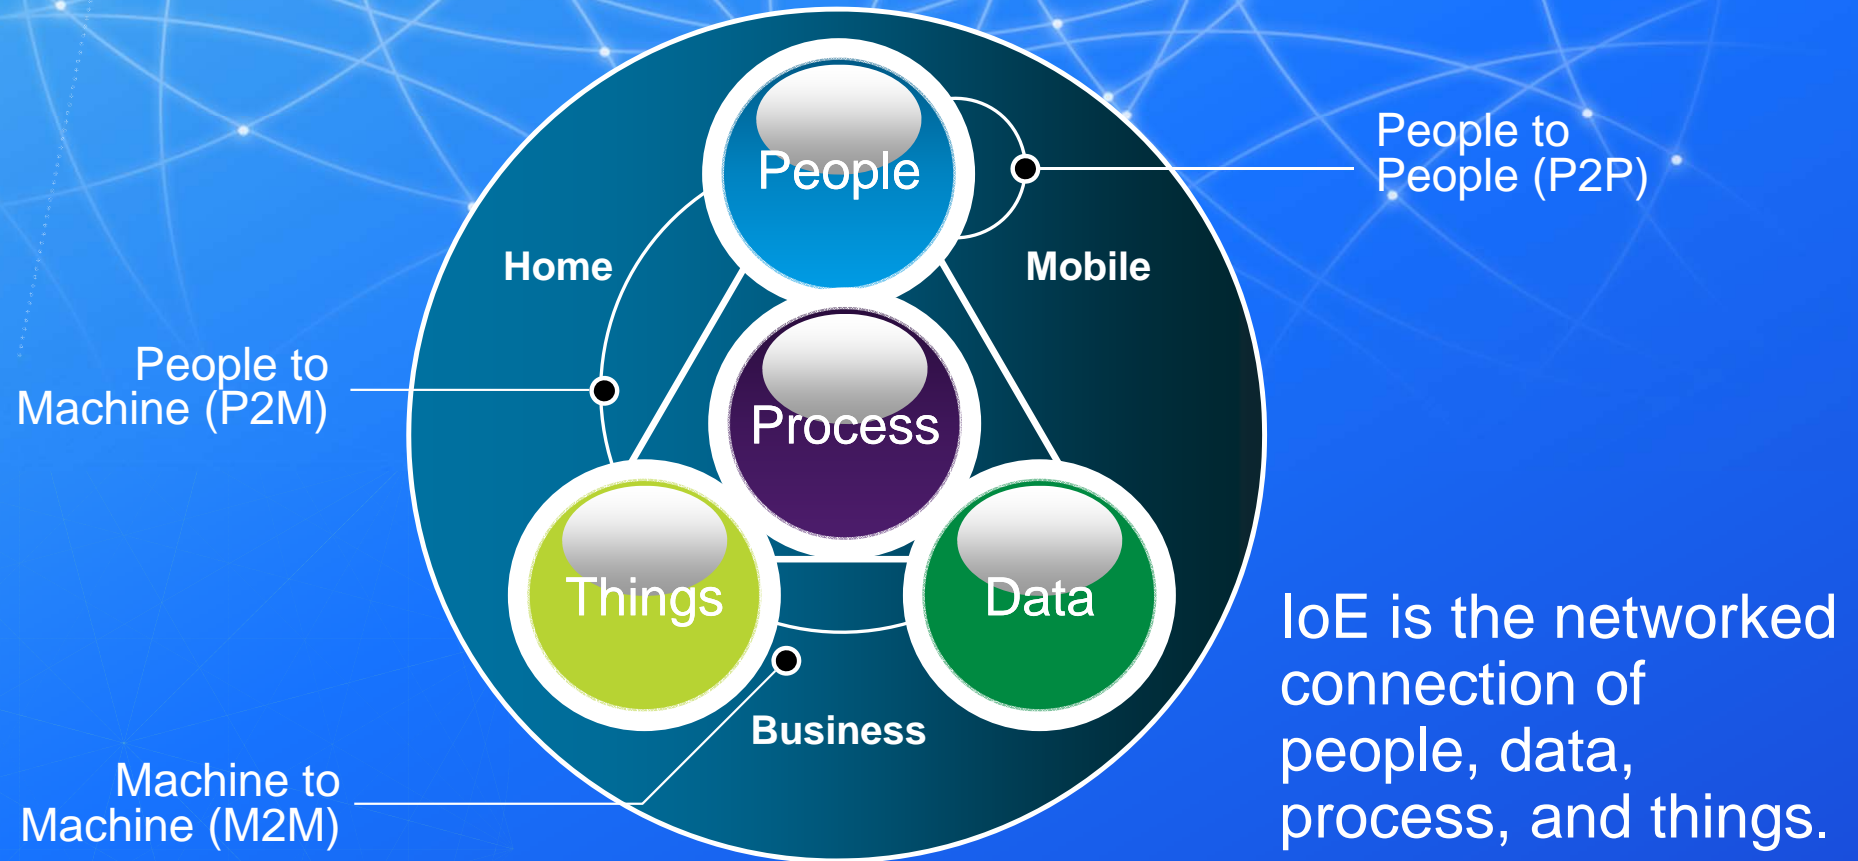 People
People to
People (P2P)
Home
Mobile
People to
Machine (P2M)
Process
Things
Data
IoE is the networked
connection of
people, data,
process, and things.
Business
Machine to
Machine (M2M)